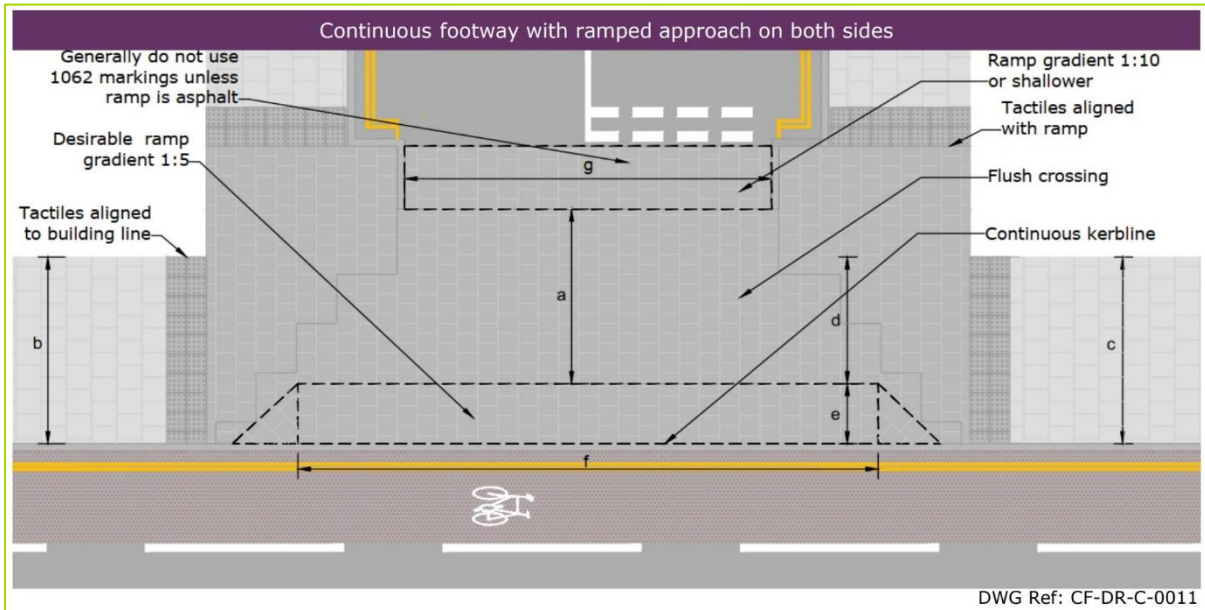 Continuous footway with ramped approach on both sides
Generally do not use
1062 markings unless
ramp is asphalt
Ramp gradient 1:10
or shallower
Desirable ramp
gradient 1:5
Tactiles aligned
with ramp
g
Flush crossing
Tactiles aligned
to building line
Continuous kerbline
a
d
b
c
e
f
DWG Ref: CF-DR-C-0011